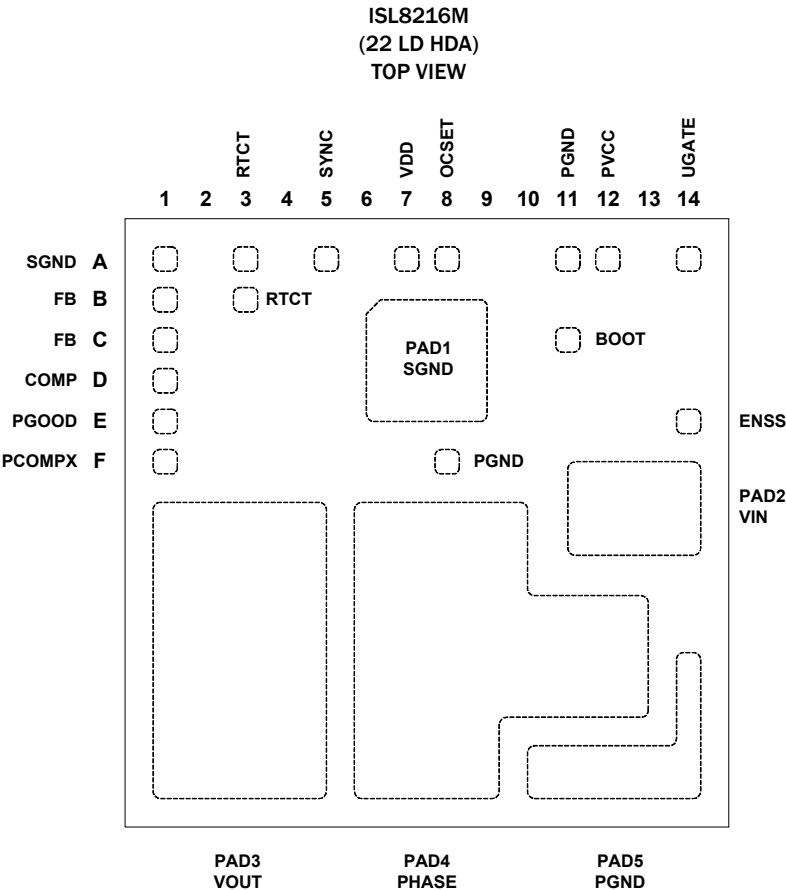 ISL8216M
(22 LD HDA)
TOP VIEW
RTCT SYNC VDD OCSET PGND PVCC UGATE
1 2 3 4 5 6 7 8 9 10 11 12 13 14
SGND A
FB B RTCT
FB C BOOT
PAD1
SGND
COMP D
PGOOD E ENSS
PCOMPX F PGND
PAD2
VIN
PAD3 PAD4 PAD5
VOUT PHASE PGND